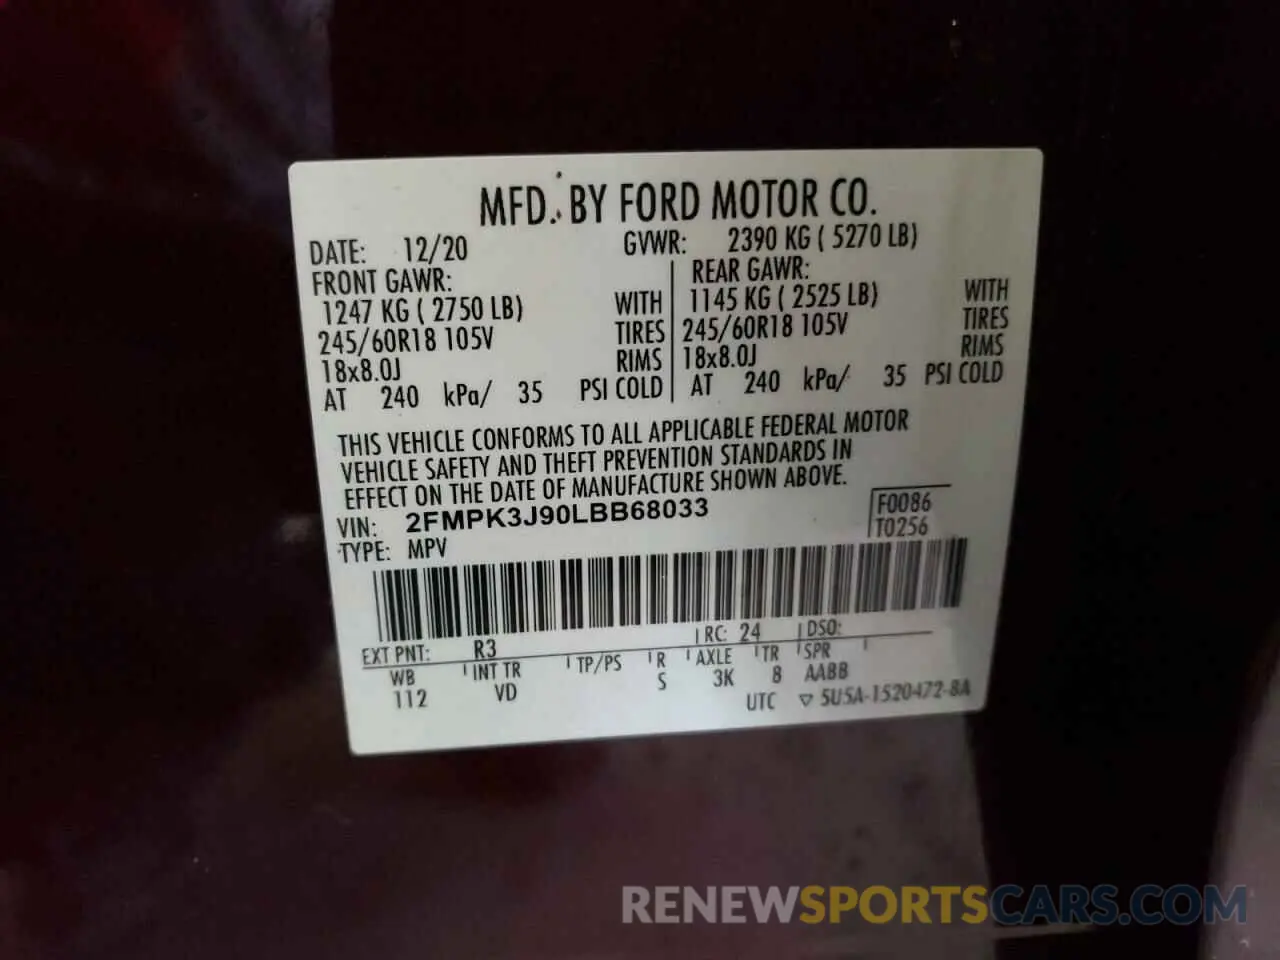 MFD. BY FORD MOTOR CO.
DATE: 12/20 GVWR: 2390 KG ( 5270 LB)
FRONT GAWR: REAR GAWR:
1247 KG ( 2750 LB) WITH 1145 KG ( 2525 LB) WITH
245/60R18 105V TIRES 245/60R18 105V TIRES
18x8.0J RIMS 18x8.0J RIMS
AT 240 kPa/ 35 PSI COLD AT 240 kPa/ 35 PSI COLD
THIS VEHICLE CONFORMS TO ALL APPLICABLE FEDERAL MOTOR
VEHICLE SAFETY AND THEFT PREVENTION STANDARDS IN
EFFECT ON THE DATE OF MANUFACTURE SHOWN ABOVE.
VIN: 2FMPK3J90LBB68033 F0086
TYPE: MPV T0256
EXT PNT: R3 RC: 24 DSO:
WB INT TR TP/PS R AXLE TR SPR
112 VD S 3K 8 AABB
UTC ▽ 5U5A-1520472-8A
RENEWSPORTSCARS.COM